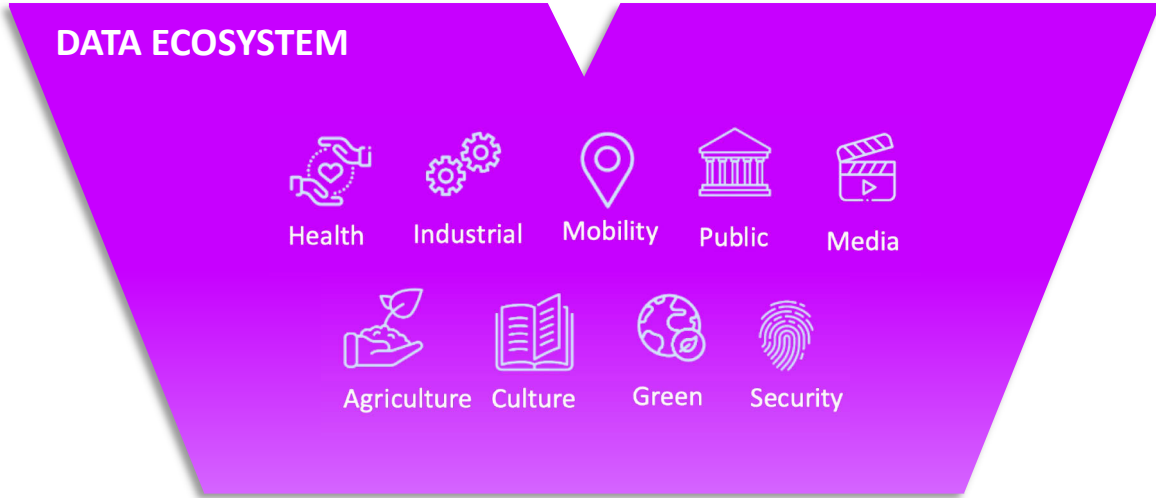 DATA ECOSYSTEM
Health Industrial Mobility Public Media
Agriculture Culture Green Security